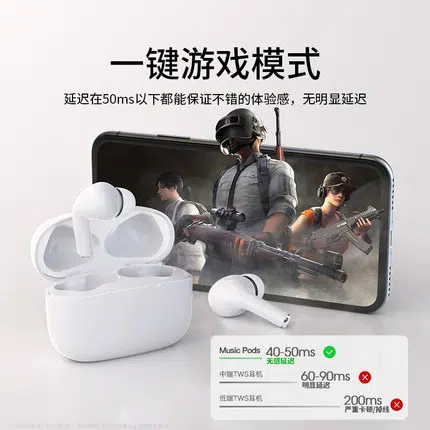 一键游戏模式
延迟在50ms以下都能保证不错的体验感，无明显延迟
Music Pods 40-50ms
无感延迟
中端TWS耳机 60-90ms
明显延迟
低端TWS耳机 200ms
严重卡顿/掉线